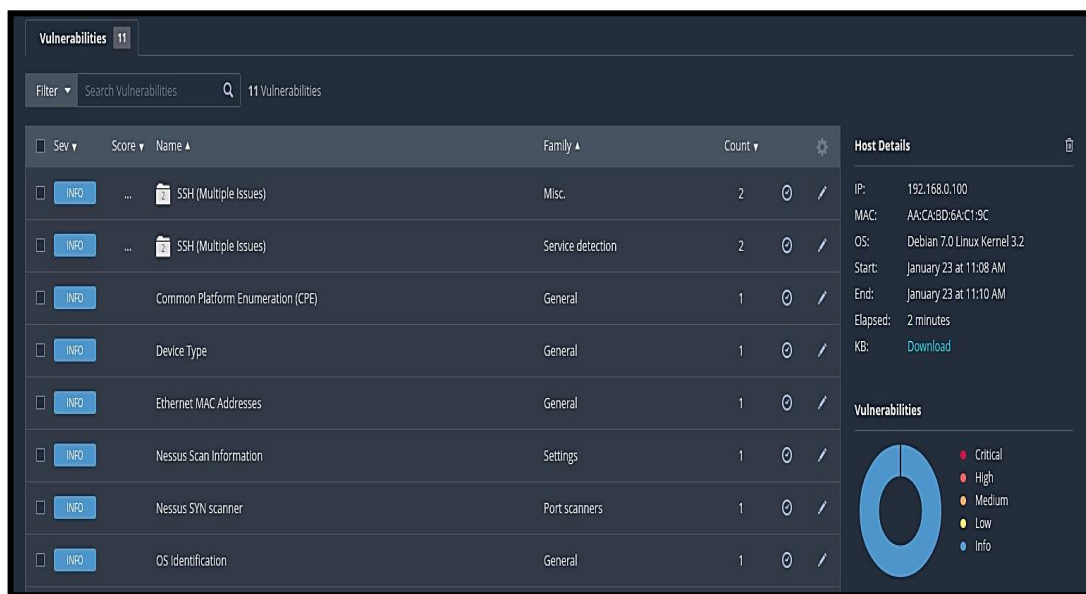 Vulnerabilities 11
Filter Search Vulnerabilities 11 Vulnerabilities
Sev Score Name Family Count
INFO ... 2 SSH (Multiple Issues) Misc. 2
INFO ... 2 SSH (Multiple Issues) Service detection 2
INFO Common Platform Enumeration (CPE) General 1
INFO Device Type General 1
INFO Ethernet MAC Addresses General 1
INFO Nessus Scan Information Settings 1
INFO Nessus SYN scanner Port scanners 1
INFO OS Identification General 1
Host Details
IP: 192.168.0.100
MAC: AA:CA:BD:6A:C1:9C
OS: Debian 7.0 Linux Kernel 3.2
Start: January 23 at 11:08 AM
End: January 23 at 11:10 AM
Elapsed: 2 minutes
KB: Download
Vulnerabilities
Critical
High
Medium
Low
Info